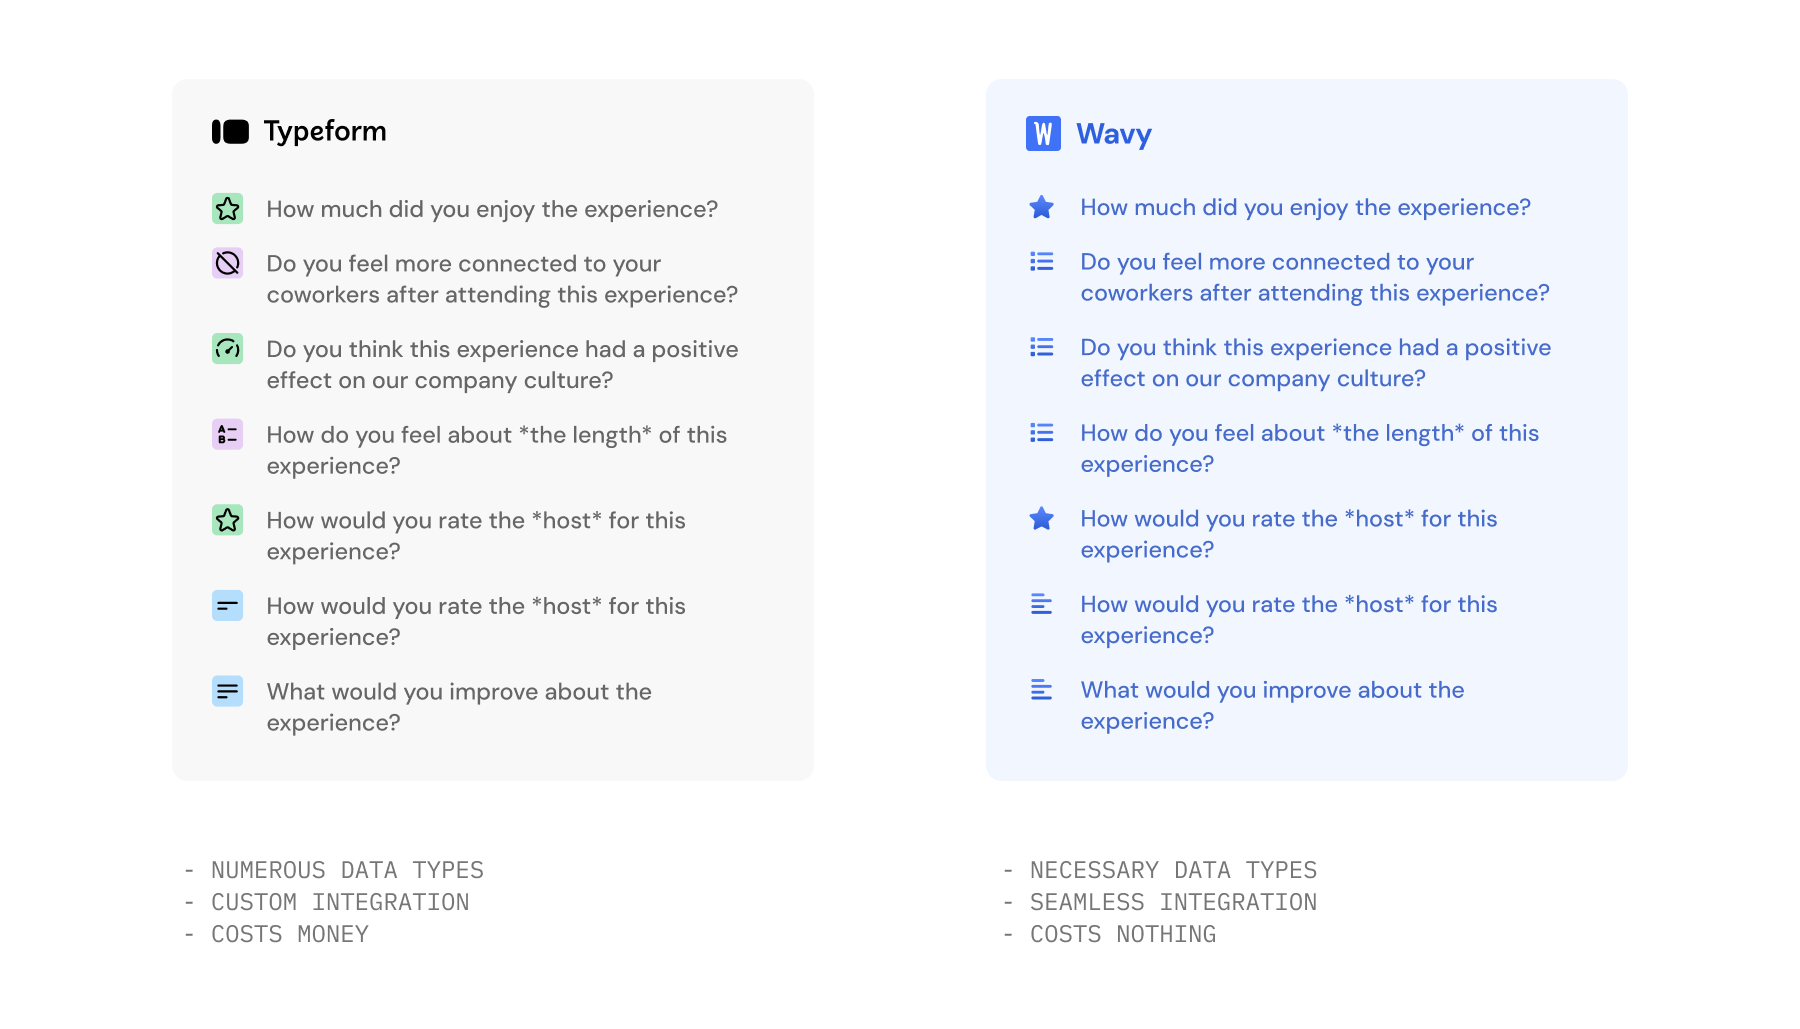 Typeform
How much did you enjoy the experience?
Do you feel more connected to your
coworkers after attending this experience?
Do you think this experience had a positive
effect on our company culture?
How do you feel about *the length* of this
experience?
How would you rate the *host* for this
experience?
How would you rate the *host* for this
experience?
What would you improve about the
experience?
- NUMEROUS DATA TYPES
- CUSTOM INTEGRATION
- COSTS MONEY
W Wavy
How much did you enjoy the experience?
Do you feel more connected to your
coworkers after attending this experience?
Do you think this experience had a positive
effect on our company culture?
How do you feel about *the length* of this
experience?
How would you rate the *host* for this
experience?
How would you rate the *host* for this
experience?
What would you improve about the
experience?
- NECESSARY DATA TYPES
- SEAMLESS INTEGRATION
- COSTS NOTHING